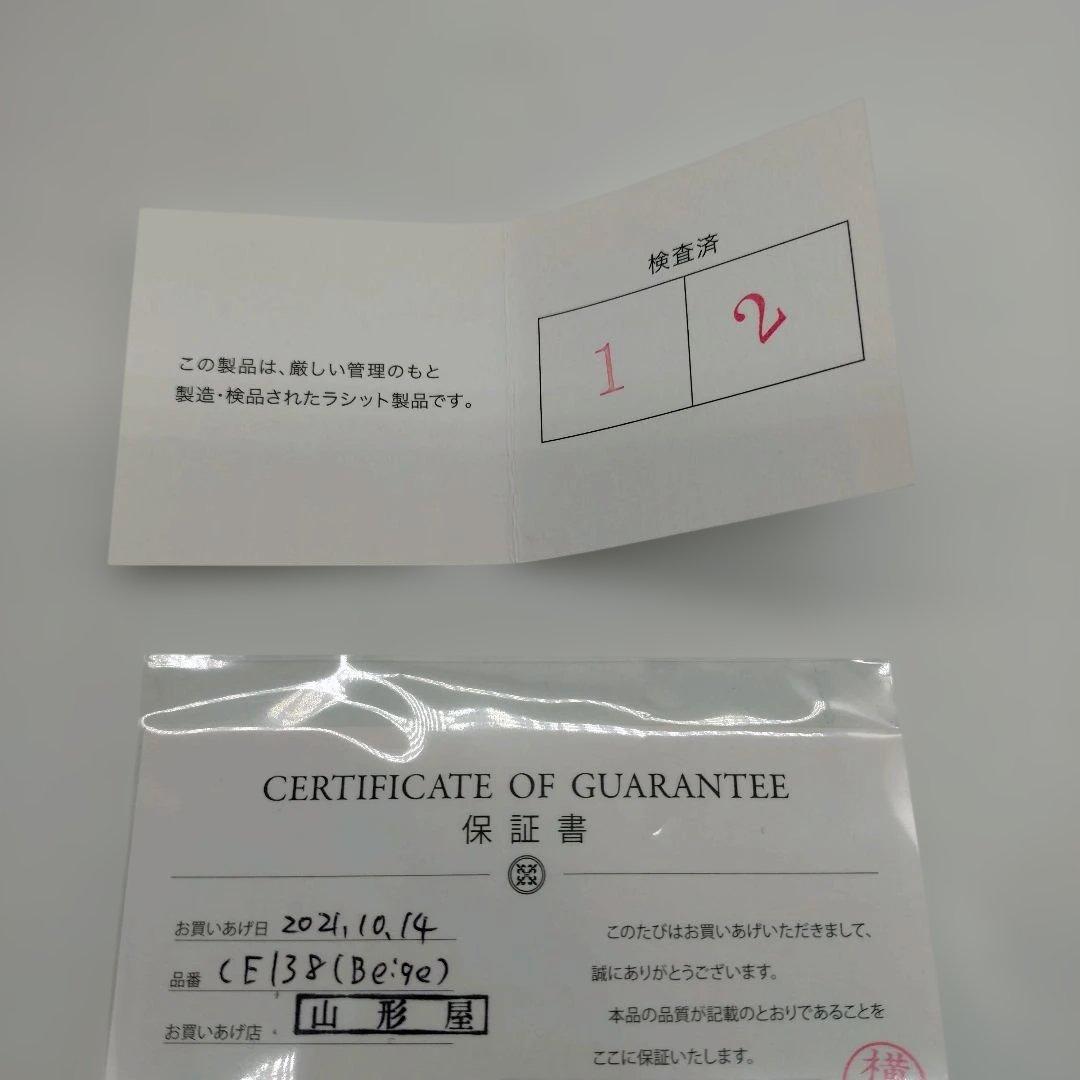 検査済
1 2
この製品は、厳しい管理のもと
製造・検品されたラシット製品です。
CERTIFICATE OF GUARANTEE
保証書
お買いあげ日 2021,10,14
品番 CE138(Beige)
お買いあげ店 山形屋
このたびはお買いあげいただきまして、
誠にありがとうございます。
本品の品質が記載のとおりであることを
ここに保証いたします。
横